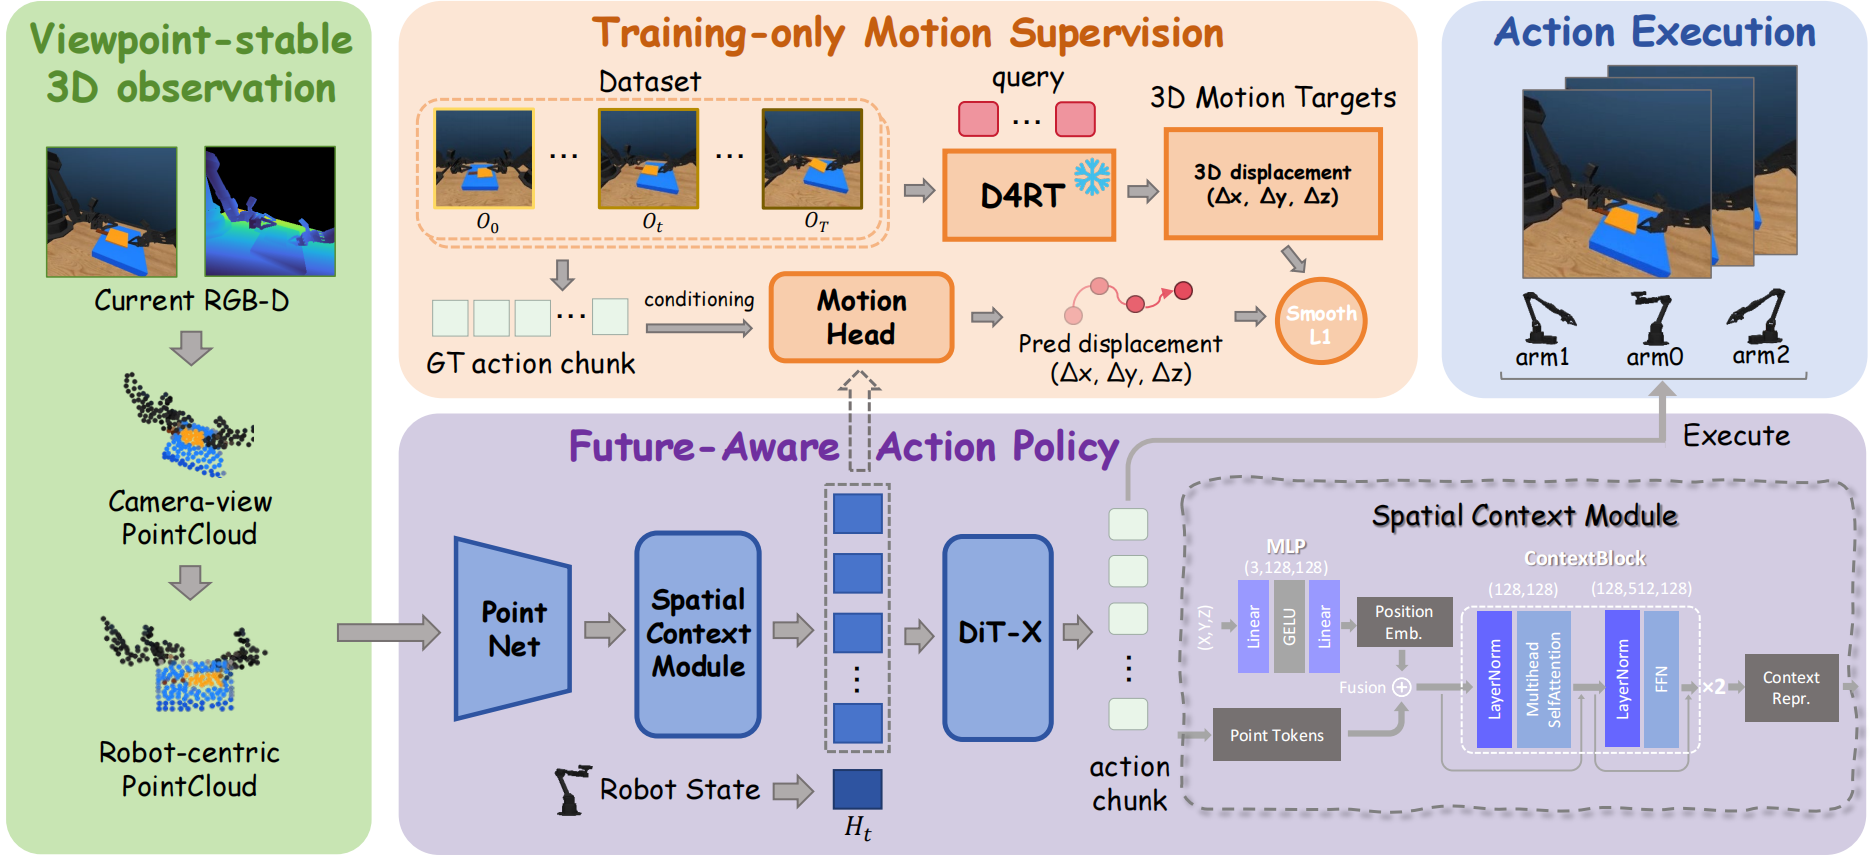 Viewpoint-stable
3D observation
Current RGB-D
Camera-view
PointCloud
Robot-centric
PointCloud
Training-only Motion Supervision
Dataset
O_0
O_t
O_T
query
D4RT
3D Motion Targets
3D displacement
(Δx, Δy, Δz)
GT action chunk
conditioning
Motion
Head
Pred displacement
(Δx, Δy, Δz)
Smooth
L1
Action Execution
arm1
arm0
arm2
Execute
Future-Aware Action Policy
Point
Net
Spatial
Context
Module
Robot State
H_t
DiT-X
action
chunk
Spatial Context Module
MLP
(3,128,128)
(X,Y,Z)
Linear
GELU
Linear
Position
Emb.
Fusion
Point Tokens
ContextBlock
(128,128)
(128,512,128)
LayerNorm
Multihead
SelfAttention
LayerNorm
FFN
×2
Context
Repr.